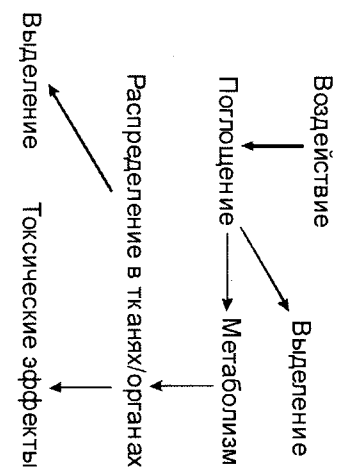 Воздействие
Выделение
Поглощение
Метаболизм
Распределение в тканях/органах
Выделение
Токсические эффекты